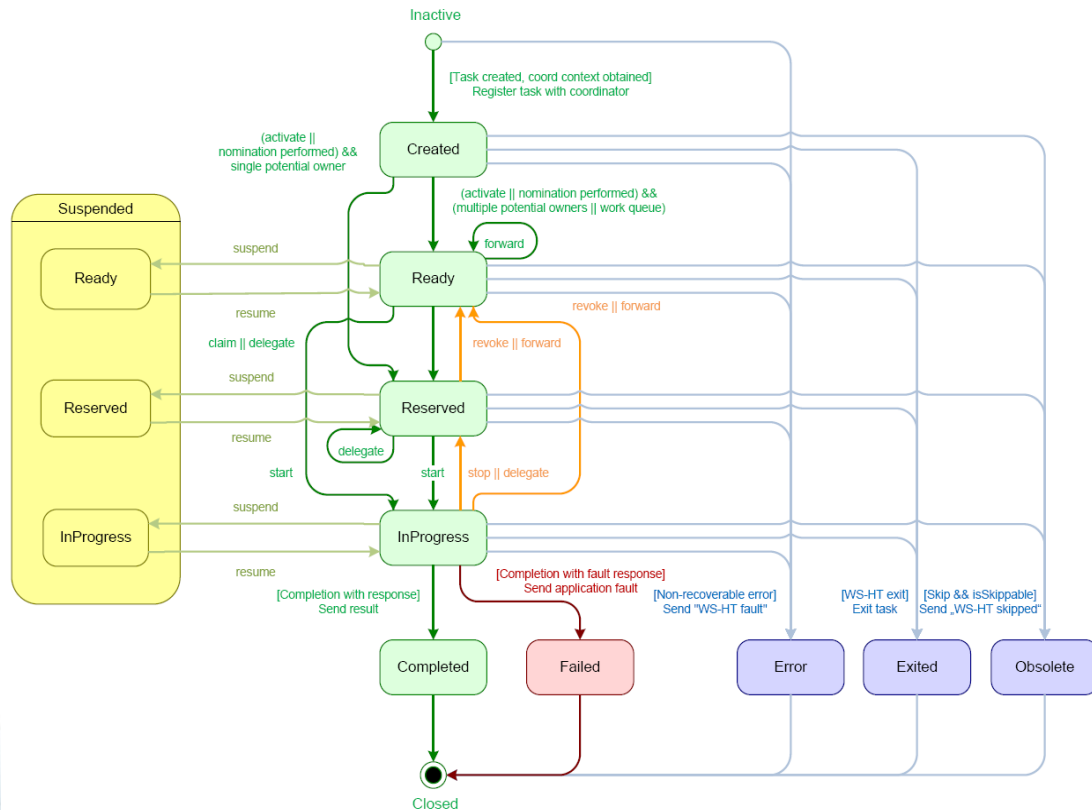 Inactive
[Task created, coord context obtained]
Register task with coordinator
(activate ||
nomination performed) &&
single potential owner
Created
(activate || nomination performed) &&
(multiple potential owners || work queue)
Suspended
suspend
forward
Ready
Ready
resume
revoke || forward
claim || delegate
revoke || forward
suspend
Reserved
Reserved
resume
delegate
start
start
stop || delegate
suspend
InProgress
InProgress
resume
[Completion with response]
Send result
[Completion with fault response]
Send application fault
[Non-recoverable error]
Send "WS-HT fault"
[WS-HT exit]
Exit task
[Skip && isSkippable]
Send „WS-HT skipped“
Completed
Failed
Error
Exited
Obsolete
Closed